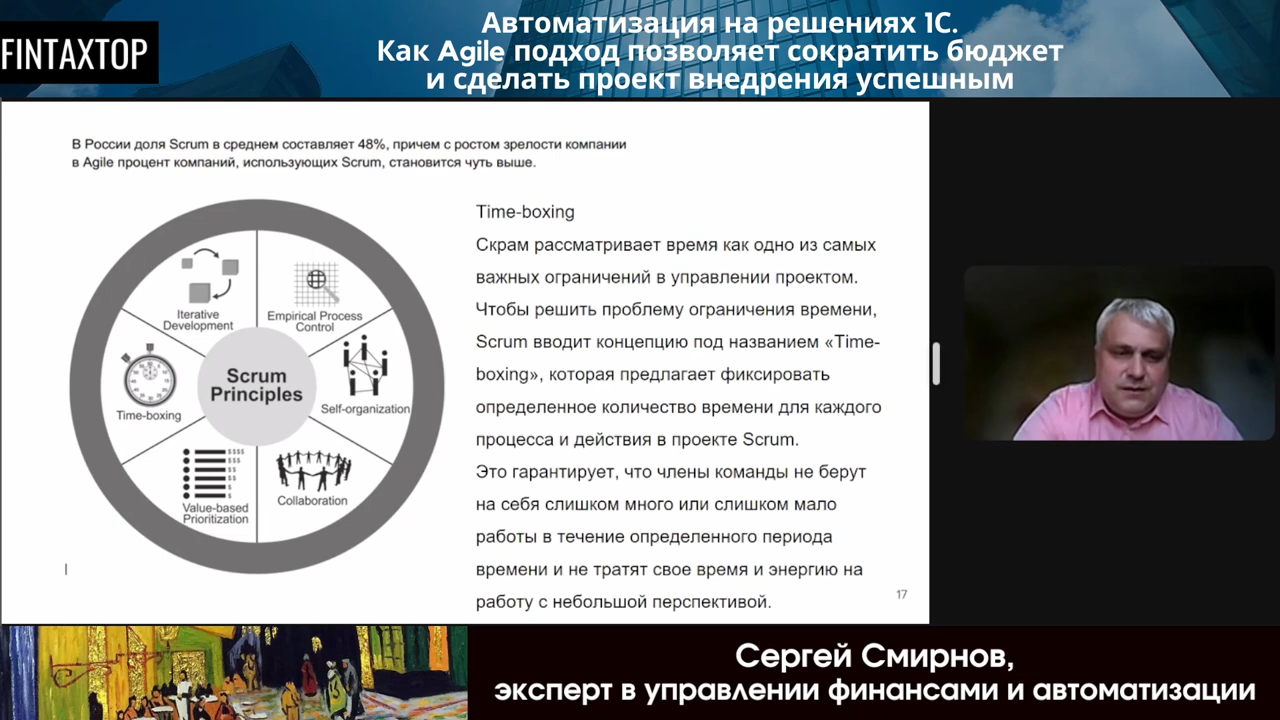 FINTAXTOP
Автоматизация на решениях 1С.
Как Agile подход позволяет сократить бюджет
и сделать проект внедрения успешным
В России доля Scrum в среднем составляет 48%, причем с ростом зрелости компании
в Agile процент компаний, использующих Scrum, становится чуть выше.
Iterative
Development
Empirical Process
Control
Time-boxing
Scrum
Principles
Self-organization
Value-based
Prioritization
Collaboration
$$$$
$$$
$$
$$
$
$
Time-boxing
Скрам рассматривает время как одно из самых
важных ограничений в управлении проектом.
Чтобы решить проблему ограничения времени,
Scrum вводит концепцию под названием «Time-
boxing», которая предлагает фиксировать
определенное количество времени для каждого
процесса и действия в проекте Scrum.
Это гарантирует, что члены команды не берут
на себя слишком много или слишком мало
работы в течение определенного периода
времени и не тратят свое время и энергию на
работу с небольшой перспективой.
17
Сергей Смирнов,
эксперт в управлении финансами и автоматизации